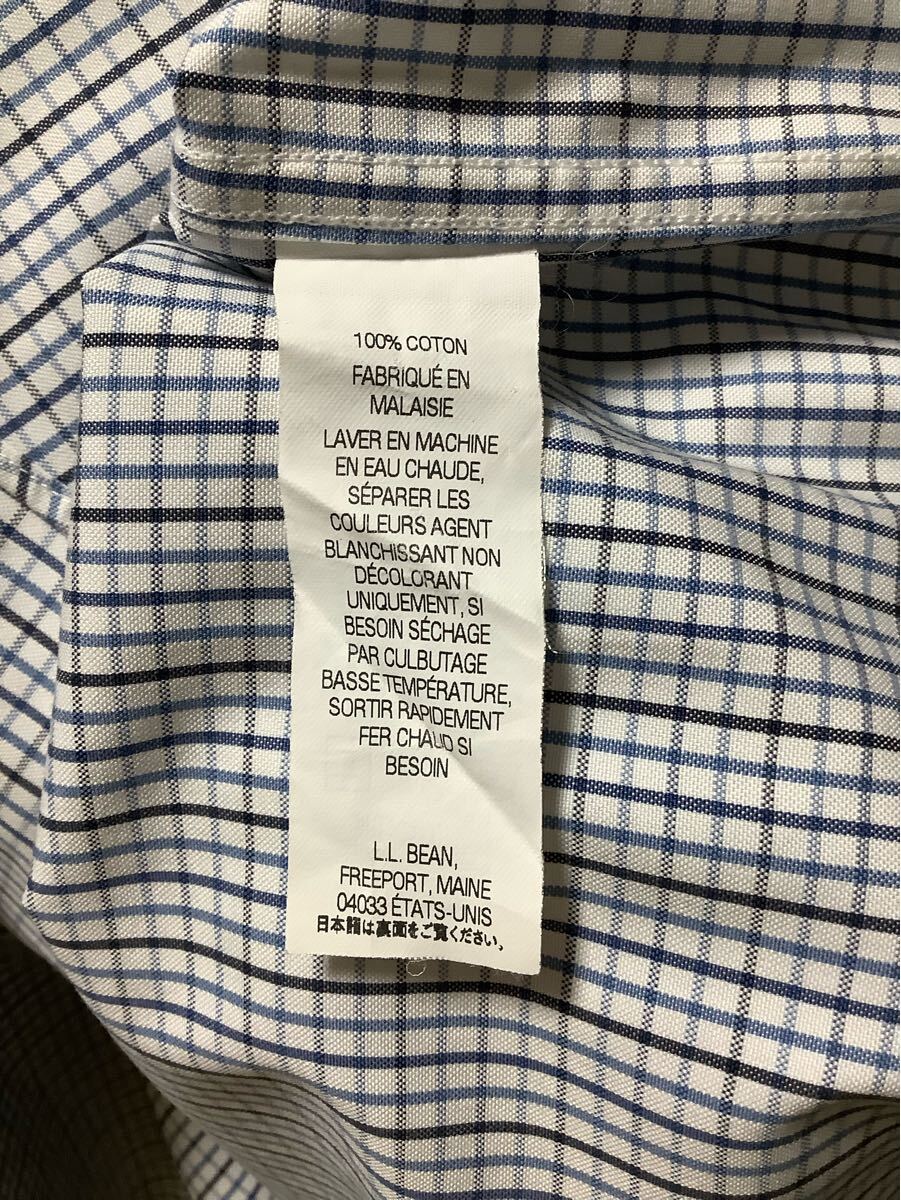 100% COTON
FABRIQUÉ EN
MALAISIE
LAVER EN MACHINE
EN EAU CHAUDE,
SÉPARER LES
COULEURS AGENT
BLANCHISSANT NON
DÉCOLORANT
UNIQUEMENT, SI
BESOIN SÉCHAGE
PAR CULBUTAGE
BASSE TEMPÉRATURE,
SORTIR RAPIDEMENT
FER CHAUD SI
BESOIN
L.L. BEAN,
FREEPORT, MAINE
04033 ÉTATS-UNIS
日本語は裏面をご覧ください。